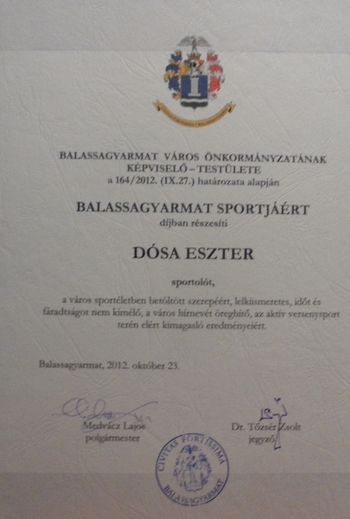 BALASSAGYARMAT VÁROS ÖNKORMÁNYZATÁNAK
KÉPVISELŐ – TESTÜLETE
a 164/2012. (IX.27.) határozata alapján
BALASSAGYARMAT SPORTJÁÉRT
díjban részesíti
DÓSA ESZTER
sportolót,
a város sportéletben betöltött szerepéért, lelkiismeretes, időt és
fáradtságot nem kímélő, a város hírnevét öregbítő, az aktív versenysport
terén elért kimagasló eredményeiért.
Balassagyarmat, 2012. október 23.
Medvácz Lajos
polgármester
Dr. Tőzsér Zsolt
jegyző
CIVITAS FORTISSIMA
BALASSAGYARMAT